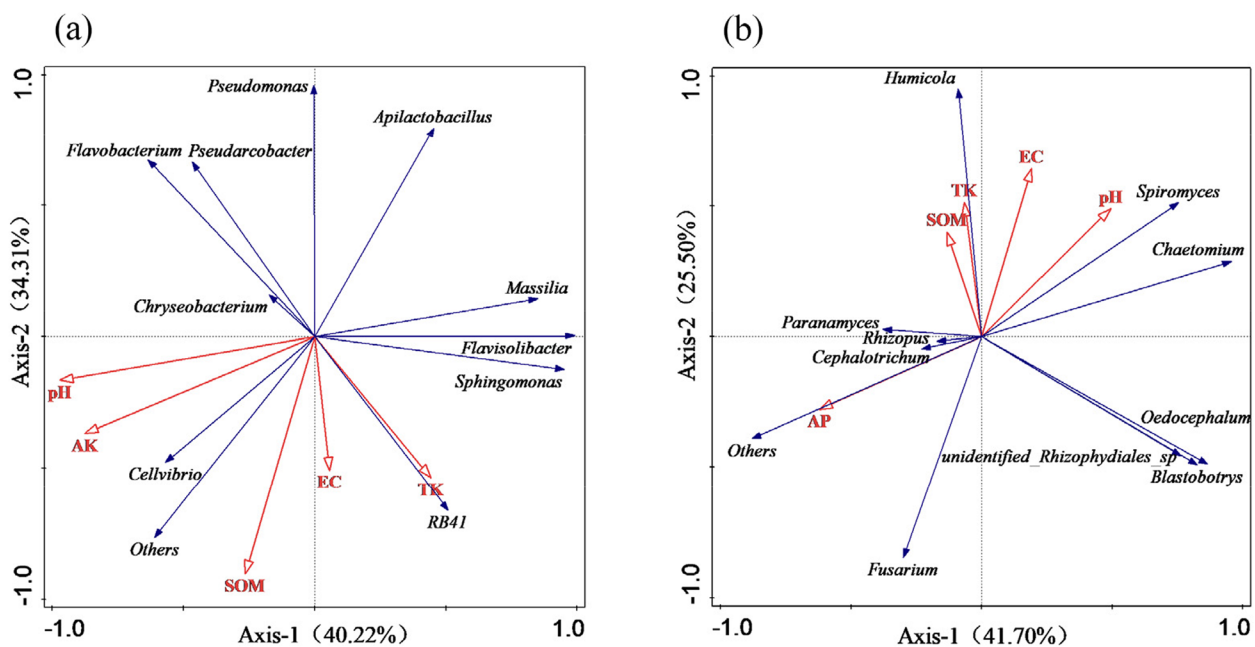 (a)
1.0
Pseudomonas
Apilactobacillus
Flavobacterium
Pseudarcobacter
Chryseobacterium
Massilia
Flavisolibacter
Sphingomonas
pH
AK
Cellvibrio
EC
TK
RB41
Others
SOM
Axis-2 (34.31%)
-1.0
-1.0
Axis-1 (40.22%)
1.0
(b)
1.0
Humicola
EC
TK
pH
Spiromyces
SOM
Chaetomium
Paranamyces
Rhizopus
Cephalotrichum
AP
Oedocephalum
Others
unidentified_Rhizophydiales_sp
Blastobotrys
Fusarium
Axis-2 (25.50%)
-1.0
-1.0
Axis-1 (41.70%)
1.0